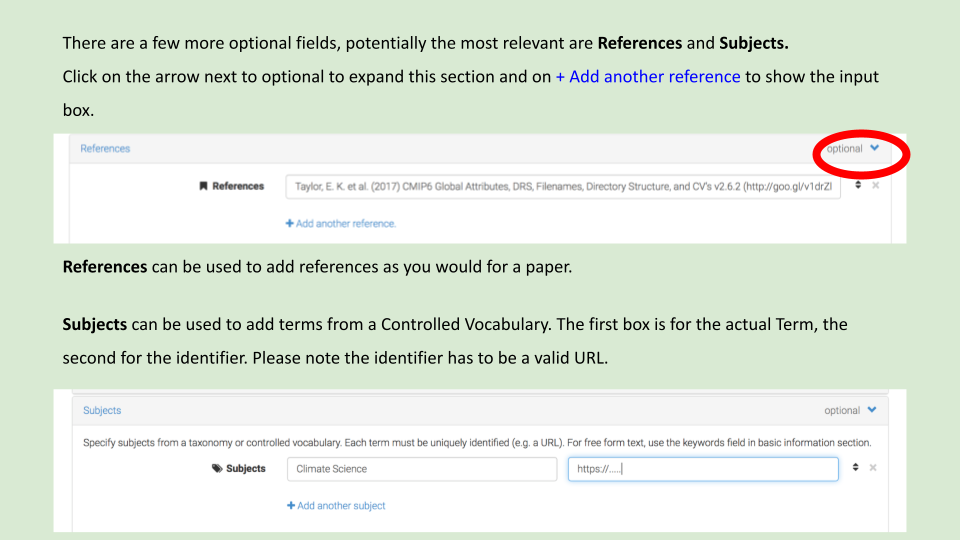 There are a few more optional fields, potentially the most relevant are References and Subjects.
Click on the arrow next to optional to expand this section and on + Add another reference to show the input
box.
References optional
References Taylor, E. K. et al. (2017) CMIP6 Global Attributes, DRS, Filenames, Directory Structure, and CV's v2.6.2 (http://goo.gl/v1drZl
+ Add another reference.
References can be used to add references as you would for a paper.
Subjects can be used to add terms from a Controlled Vocabulary. The first box is for the actual Term, the
second for the identifier. Please note the identifier has to be a valid URL.
Subjects optional
Specify subjects from a taxonomy or controlled vocabulary. Each term must be uniquely identified (e.g. a URL). For free form text, use the keywords field in basic information section.
Subjects Climate Science https://.....
+ Add another subject